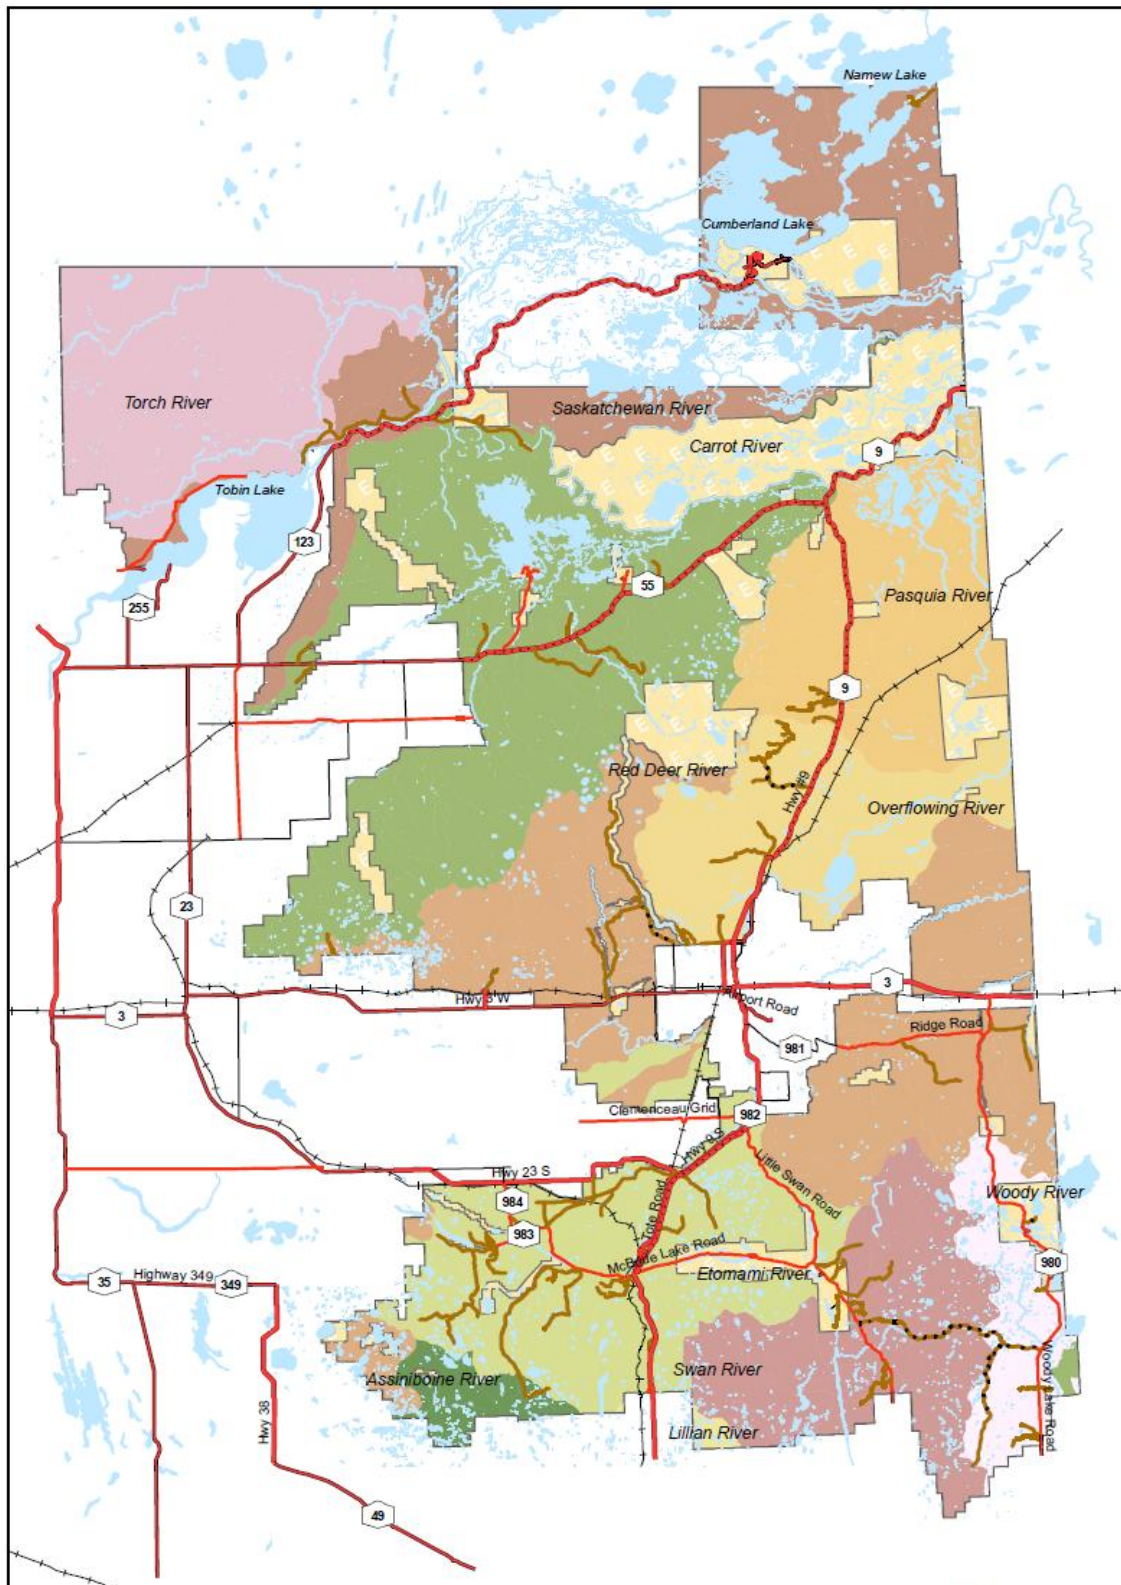 Namew Lake
Cumberland Lake
Torch River
Saskatchewan River
Carrot River
9
Tobin Lake
123
55
255
Pasquia River
9
Red Deer River
Hwy #9
Overflowing River
23
3
Hwy 3 W
Airport Road
3
Ridge Road
981
Clemenceau Grid
982
Hwy 9 S
Hwy 23 S
Little Swan Road
984
983
Tote Road
McBride Lake Road
Woody River
Etomami River
980
35
Highway 349
349
Assiniboine River
Swan River
Woody Lake Road
Hwy 38
Lillian River
49
E
E
E
E
E
E
E
E
E
E
E
E